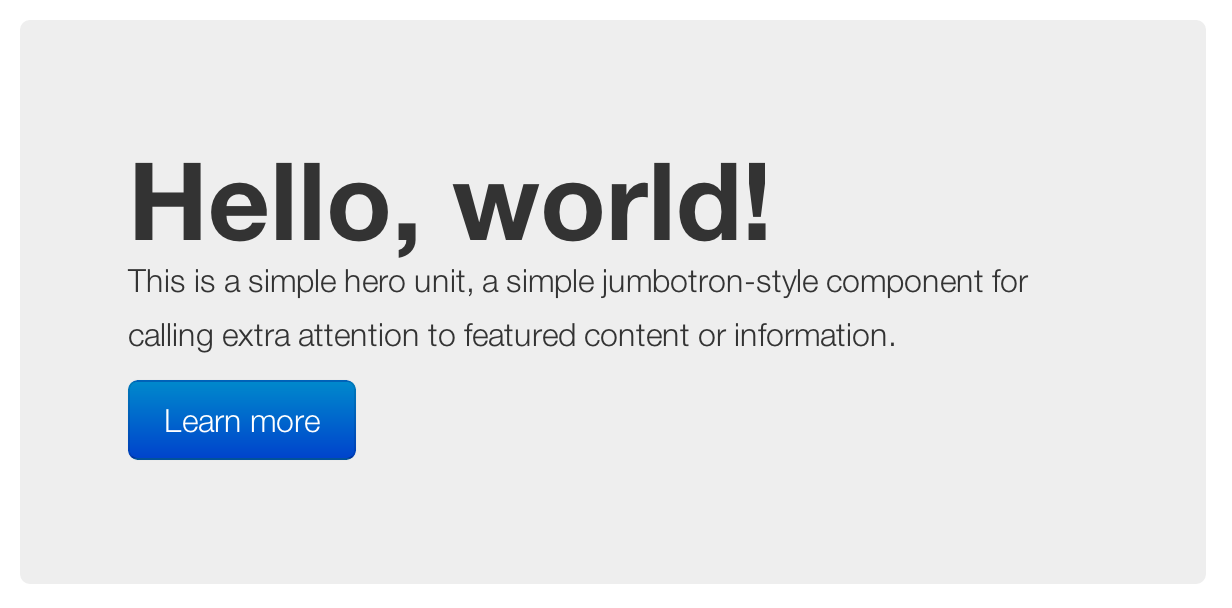 Hello, world!
This is a simple hero unit, a simple jumbotron-style component for
calling extra attention to featured content or information.
Learn more